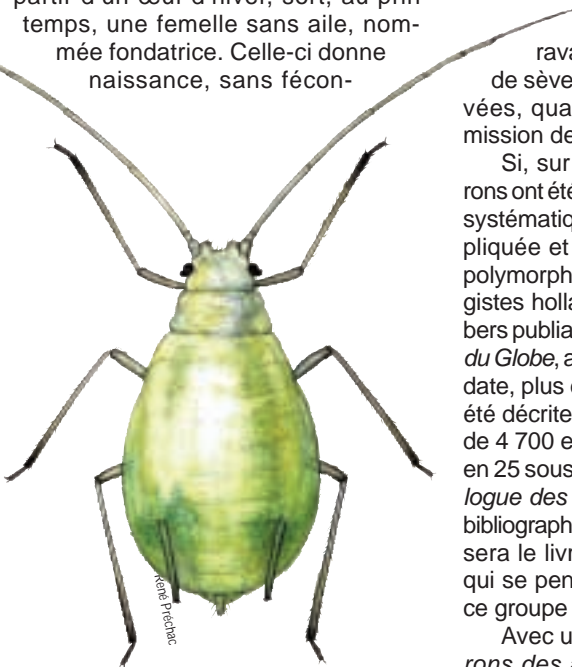 partir d'un œuf d'hiver, sort, au prin-
temps, une femelle sans aile, nom-
mée fondatrice. Celle-ci donne
naissance, sans fécon-
René Préchac
rava
de sève
vées, qua
mission de
Si, sur
rons ont été
systématiq
pliquée et
polymorph
gistes holla
bers publia
du Globe, a
date, plus
été décrite
de 4 700 e
en 25 sous
logue des
bibliograph
sera le livr
qui se pen
ce groupe
Avec u
rons des